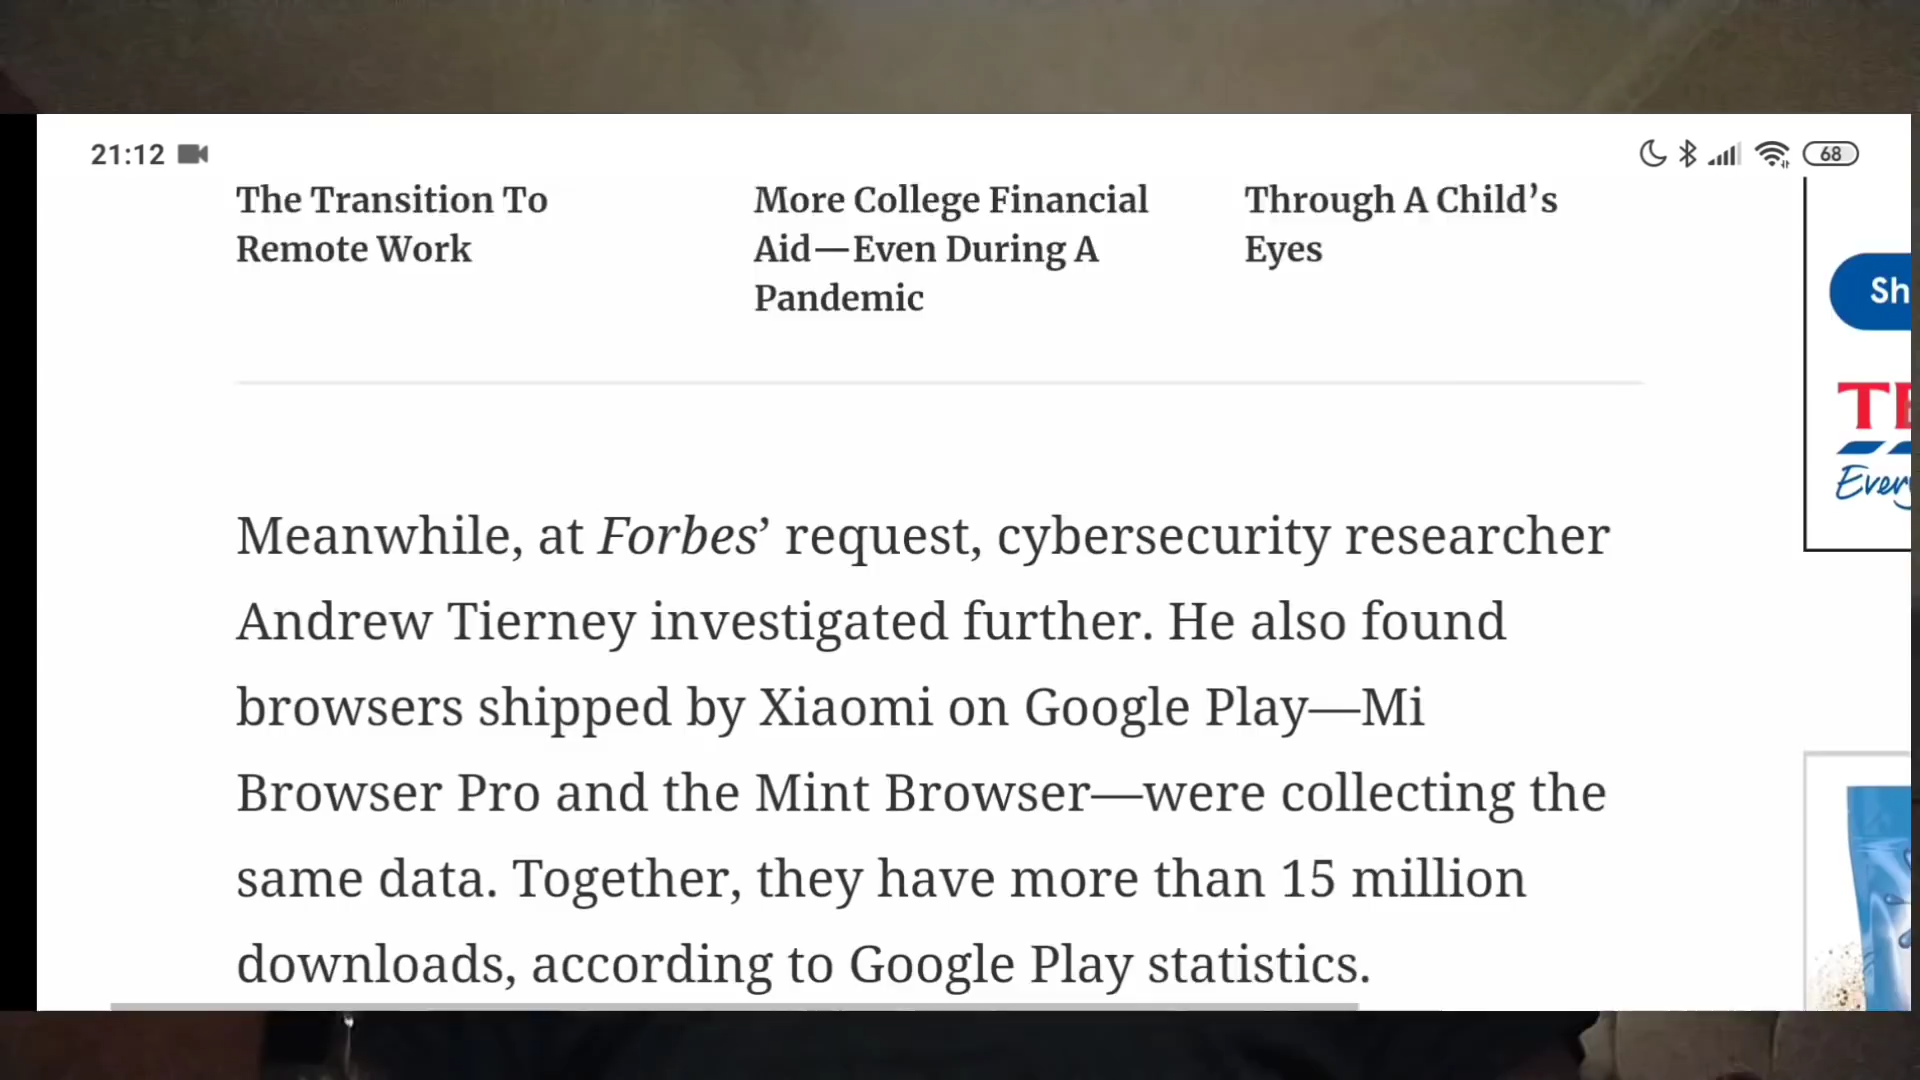 21:12
68
The Transition To
Remote Work
More College Financial
Aid—Even During A
Pandemic
Through A Child’s
Eyes
Sh
TE
Every
Meanwhile, at Forbes’ request, cybersecurity researcher
Andrew Tierney investigated further. He also found
browsers shipped by Xiaomi on Google Play—Mi
Browser Pro and the Mint Browser—were collecting the
same data. Together, they have more than 15 million
downloads, according to Google Play statistics.